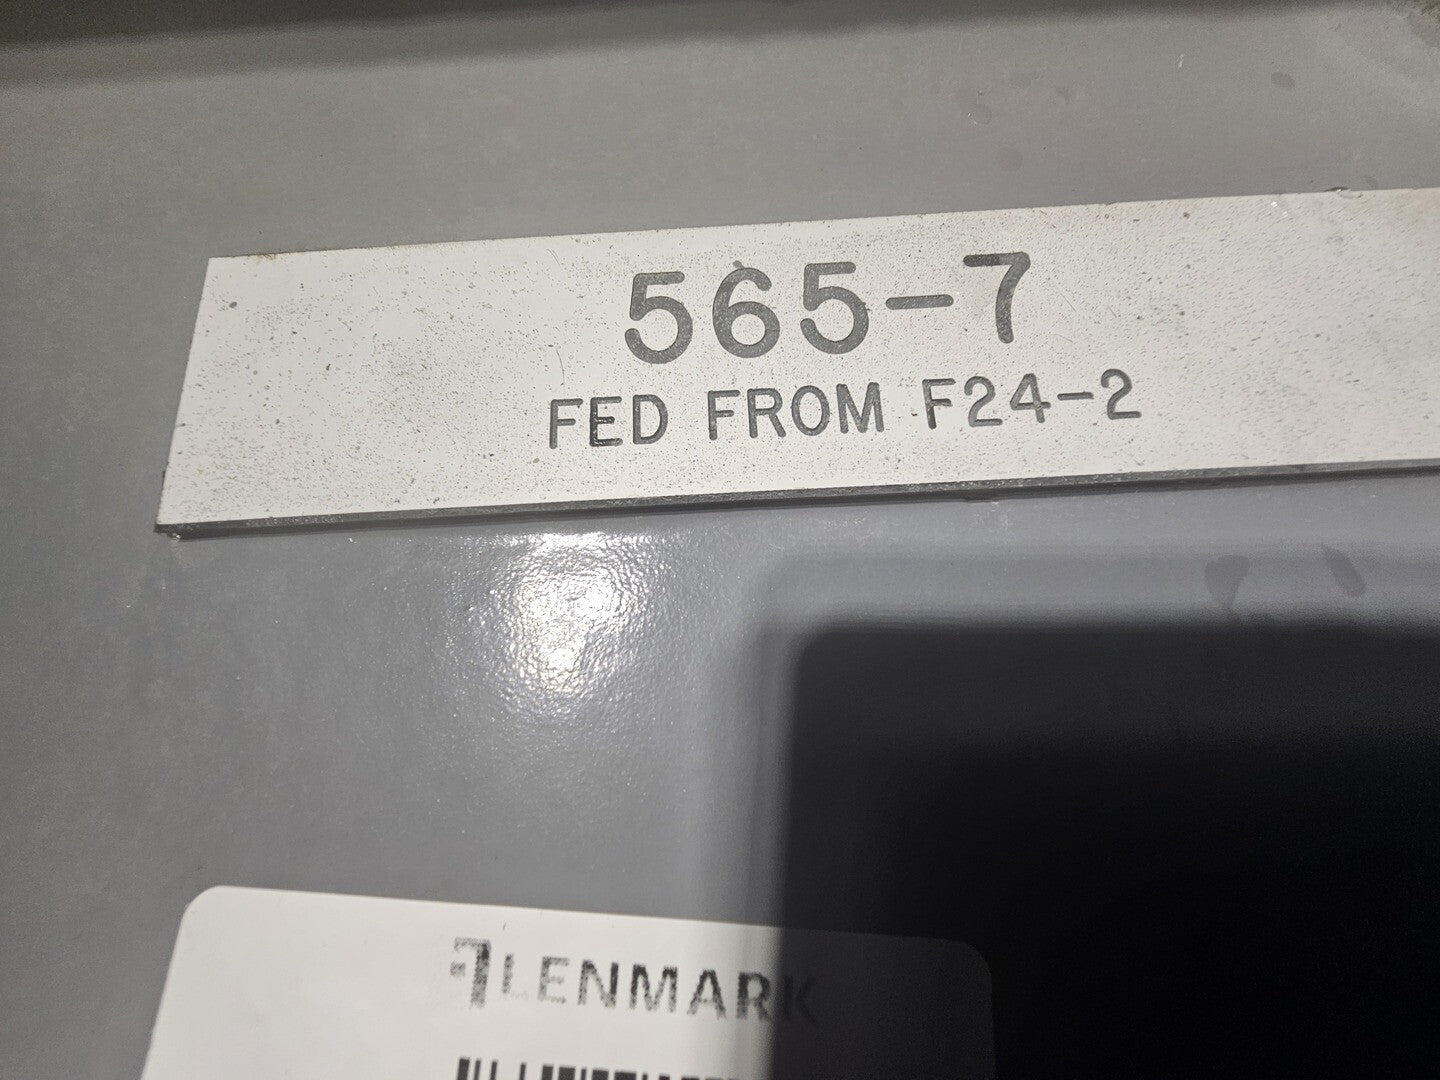 565-7
FED FROM F24-2
LENMARK